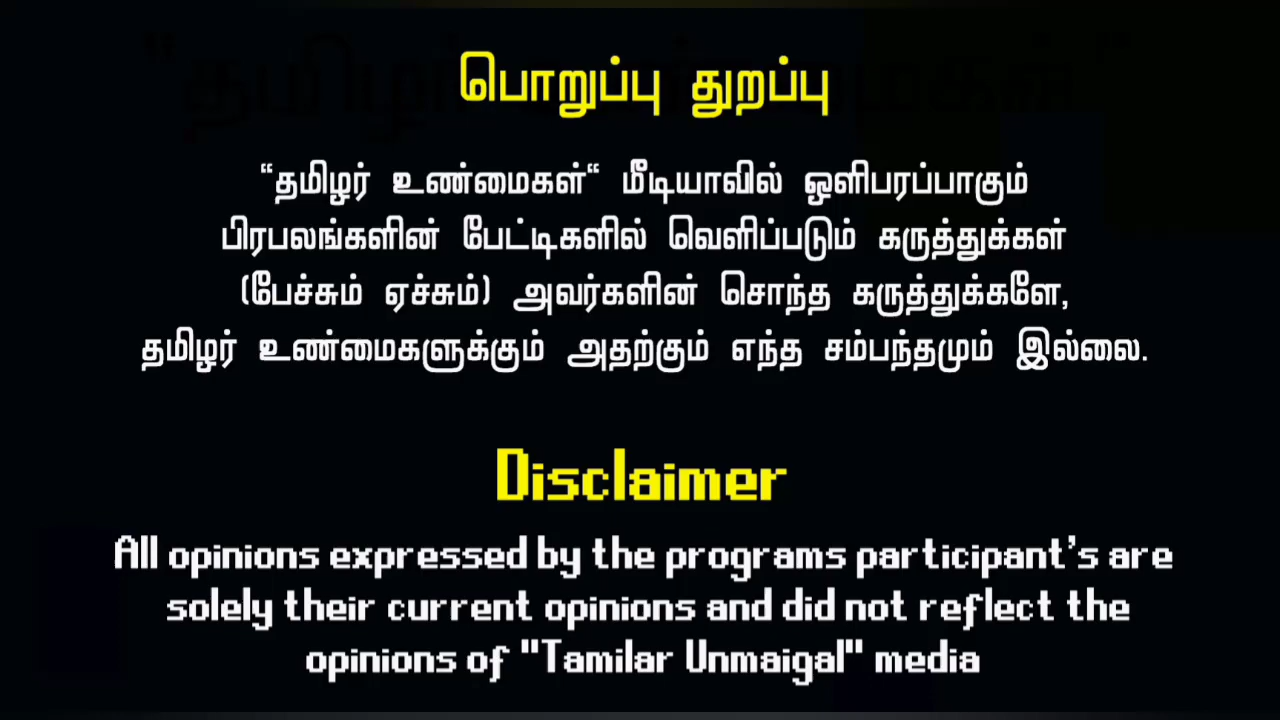 பொறுப்பு துறப்பு
“தமிழர் உண்மைகள்“ மீடியாவில் ஒளிபரப்பாகும்
பிரபலங்களின் பேட்டிகளில் வெளிப்படும் கருத்துக்கள்
(பேச்சும் ஏச்சும்) அவர்களின் சொந்த கருத்துக்களே,
தமிழர் உண்மைகளுக்கும் அதற்கும் எந்த சம்பந்தமும் இல்லை.
Disclaimer
All opinions expressed by the programs participant's are
solely their current opinions and did not reflect the
opinions of "Tamilar Unmaigal" media